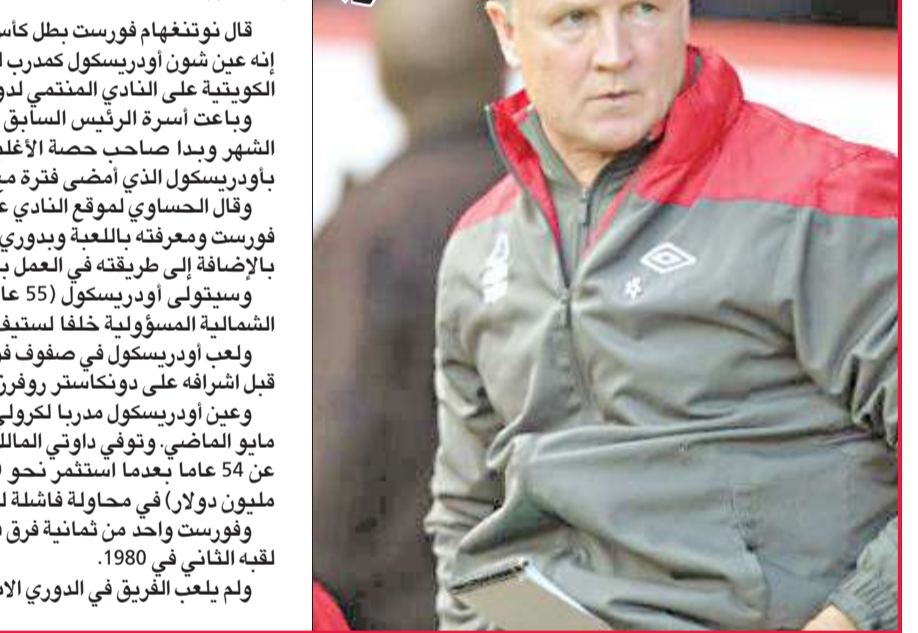 قال نوتنغهام فورست بطل كأس
إنه عين شون أودريسكول كمدرب
الكويتية على النادي المنتمي لدو
وباعت أسرة الرئيس السابق
الشهر وبدا صاحب حصة الأغل
بأودريسكول الذي أمضى فترة م
وقال الحساوي لموقع النادي ع
فورست ومعرفته باللعبة وبدوري
بالإضافة إلى طريقته في العمل ب
وسيتولى أودريسكول (55 عا
الشمالية المسؤولية خلفا لستيف
ولعب أودريسكول في صفوف فو
قبل اشرافه على دونكاستر روفرز
وعين أودريسكول مدربا لكرولي
مايو الماضي. وتوفي داوتي المالك
عن 54 عاما بعدما استثمر نحو
مليون دولار) في محاولة فاشلة ل
وفورست واحد من ثمانية فرق
لقبه الثاني في 1980.
ولم يلعب الفريق في الدوري الا